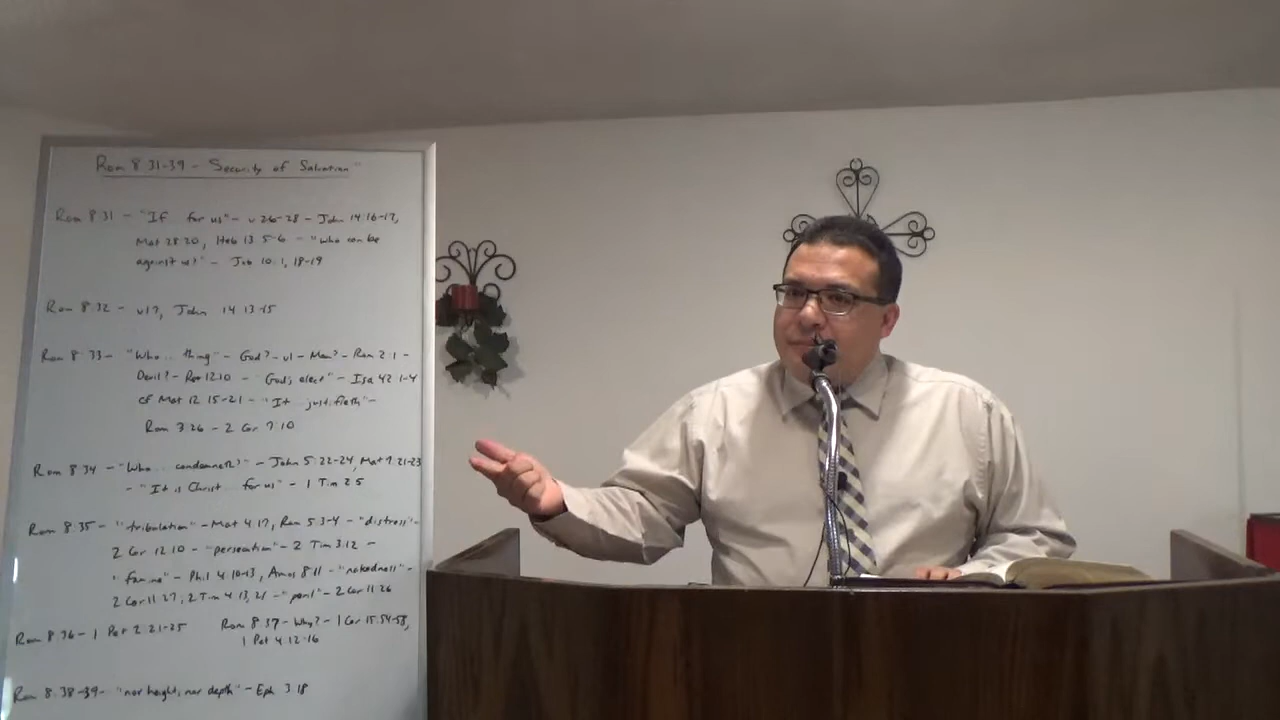 Rom 8:31-39 - Security of Salvation"
Rom 8:31 - "If for us" - v 26-28 - John 14:16-17,
Mat 28:20, Heb 13:5-6 - "who can be
against us?" - Job 10:1, 18-19
Rom 8:32 - v17, John 14:13-15
Rom 8:33 - "Who... thing" - God? - v1 - Man? - Rom 2:1 -
Devil? - Rev 12:10 - "God's elect" - Isa 42:1-4
cf Mat 12:15-21 - "It... justifieth" -
Rom 3:26 - 2 Cor 7:10
Rom 8:34 - "Who... condemneth?" - John 5:22-24, Mat 7:21-23
- "It is Christ... for us" - 1 Tim 2:5
Rom 8:35 - "tribulation" - Mat 4:17, Rom 5:3-4 - "distress" -
2 Cor 12:10 - "persecution" - 2 Tim 3:12 -
"famine" - Phil 4:10-13, Amos 8:11 - "nakedness" -
2 Cor 11:27, 2 Tim 4:13, 21 - "peril" - 2 Cor 11:26
Rom 8:36 - 1 Pet 2:21-25
Rom 8:37 - Why? - 1 Cor 15:54-58,
1 Pet 4:12-16
Rom 8:38-39 - "nor height, nor depth" - Eph 3:18